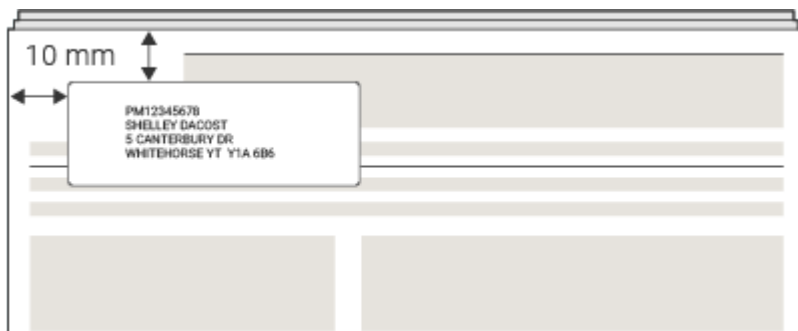 10 mm
PM12345678
SHELLEY DACOST
5 CANTERBURY DR
WHITEHORSE YT  Y1A 6B6